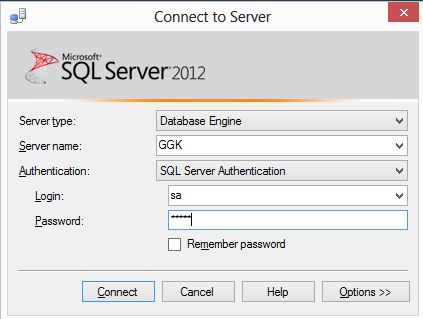 Connect to Server
Microsoft
SQL Server 2012
Server type: Database Engine
Server name: GGK
Authentication: SQL Server Authentication
Login: sa
Password: *****
Remember password
Connect Cancel Help Options >>